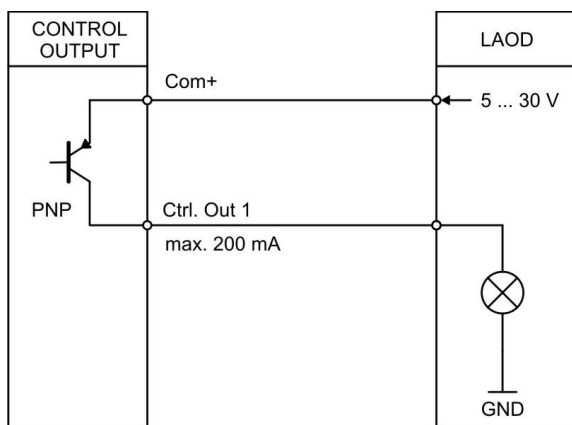 CONTROL
OUTPUT
LAOD
Com+
5 ... 30 V
PNP
Ctrl. Out 1
max. 200 mA
GND